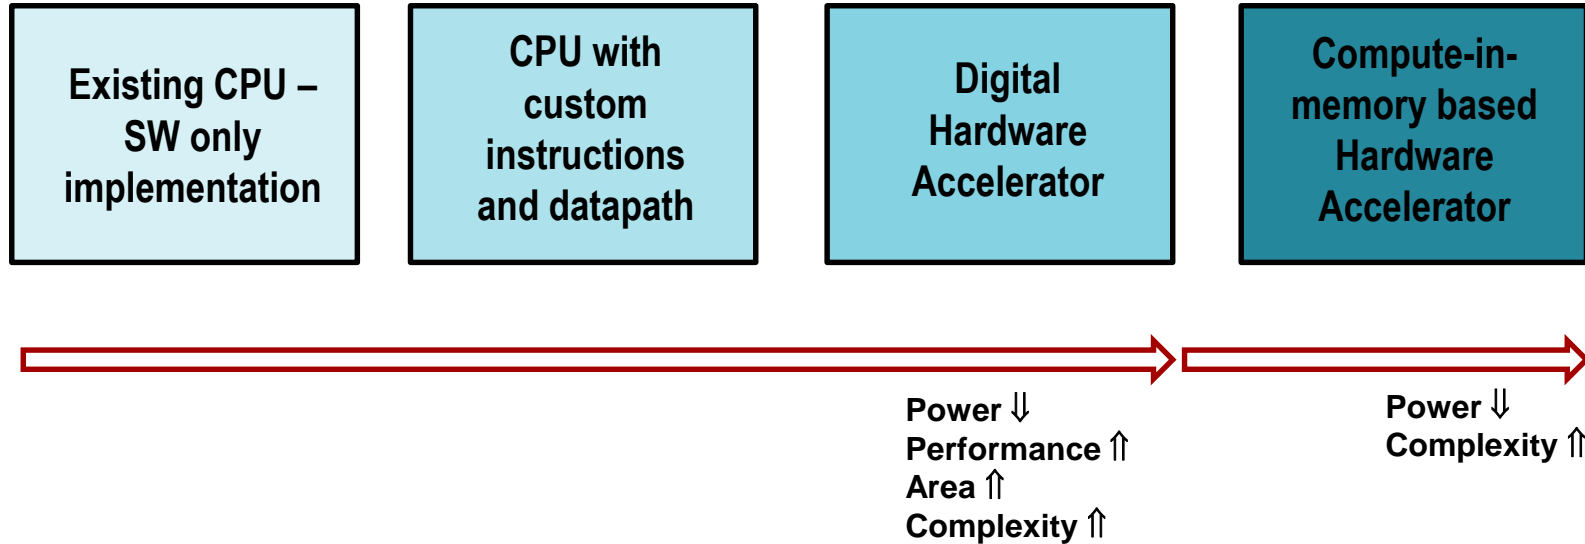 Existing CPU –
SW only
implementation
CPU with
custom
instructions
and datapath
Digital
Hardware
Accelerator
Compute-in-
memory based
Hardware
Accelerator
Power ⇓
Performance ⇑
Area ⇑
Complexity ⇑
Power ⇓
Complexity ⇑